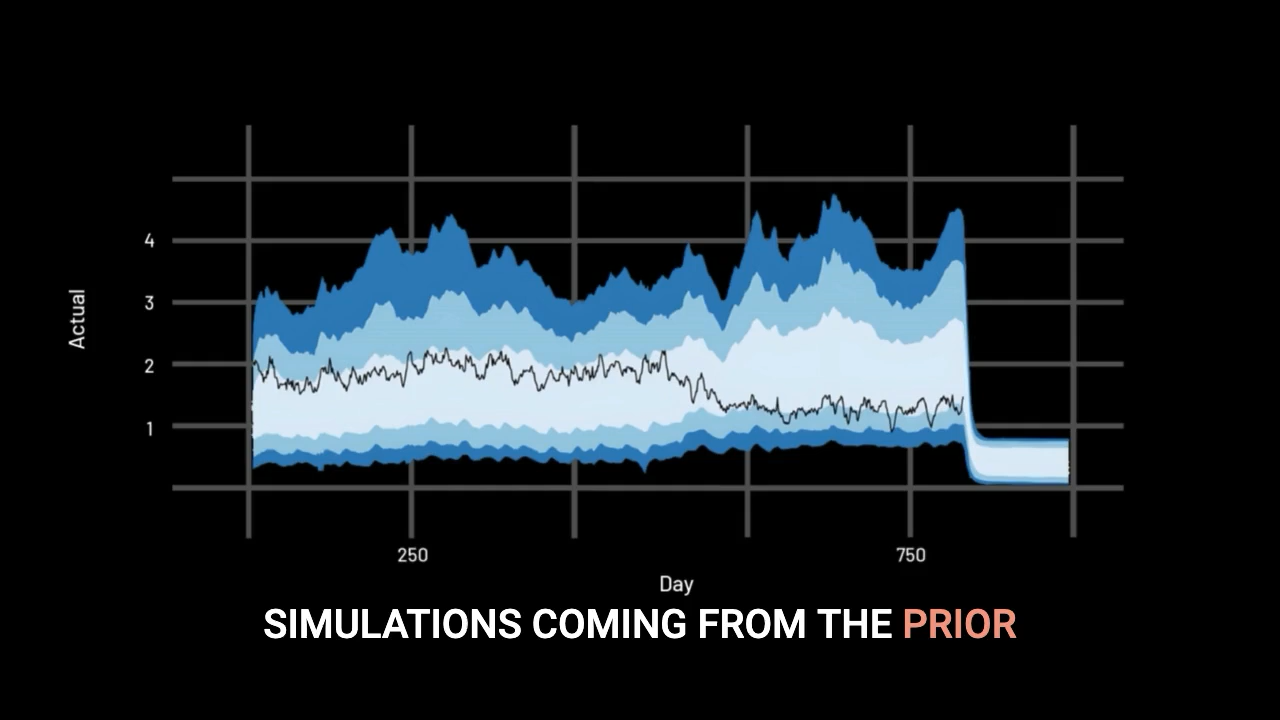 4
3
2
1
Actual
250
750
Day
SIMULATIONS COMING FROM THE PRIOR